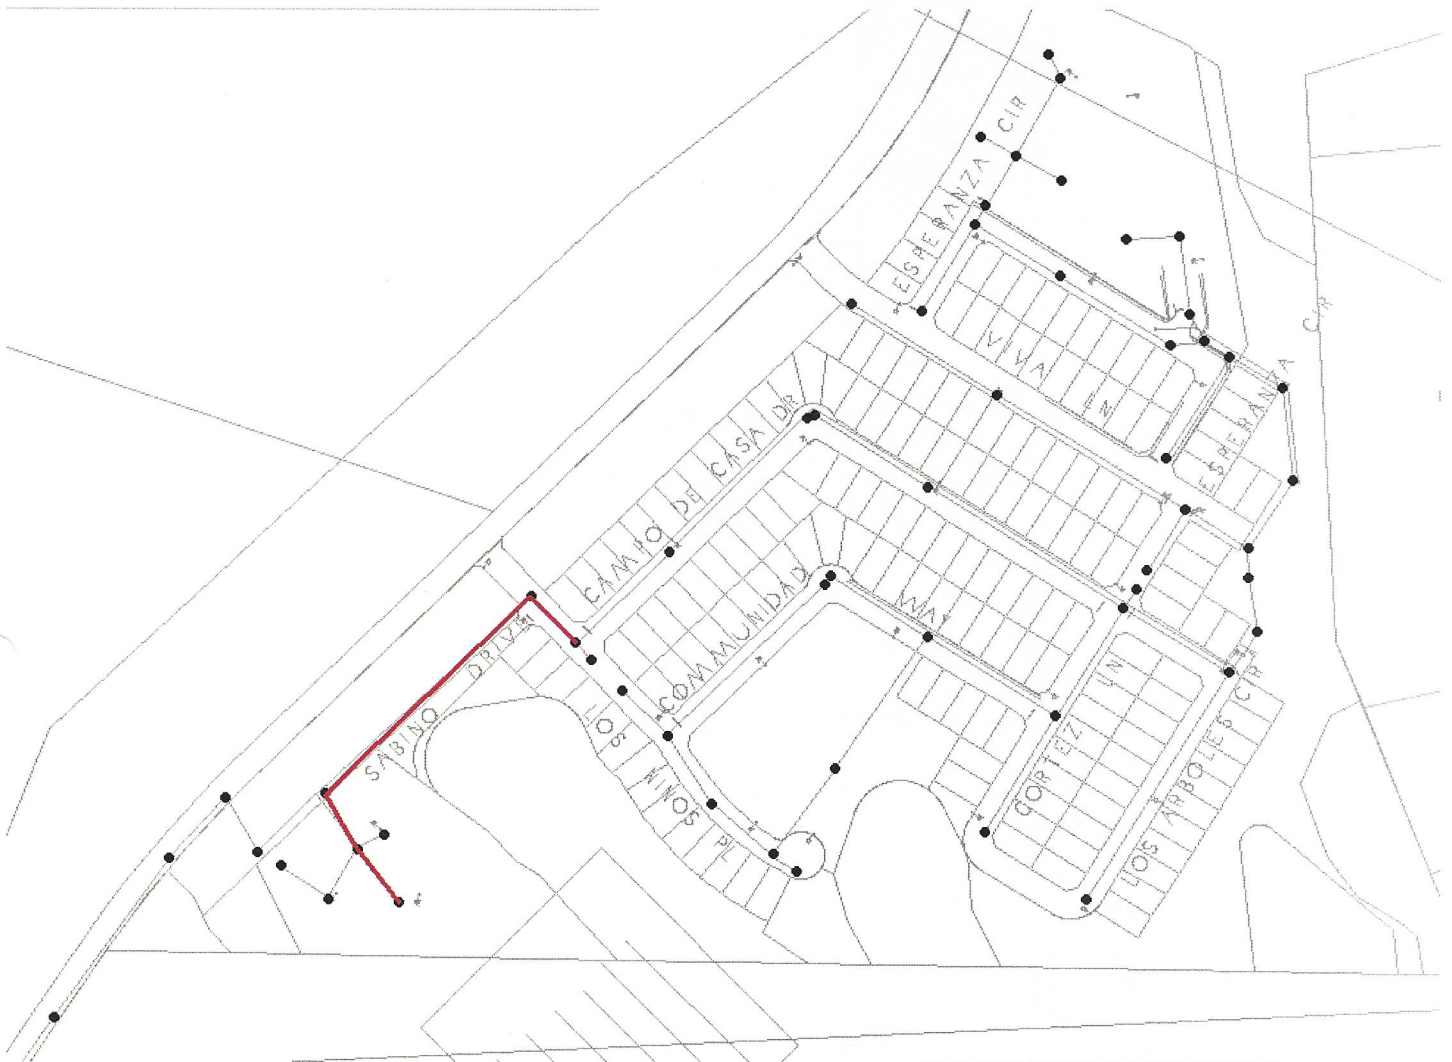 ESPERANZA CIR
VIVA LN
ESPERANZA
CIR
CAMPO DE CASA DR
COMMUNIDAD WAY
SABINO DRIVE
LOS NINOS PL
CORTEZ LN
LOS ARBOLES CIR